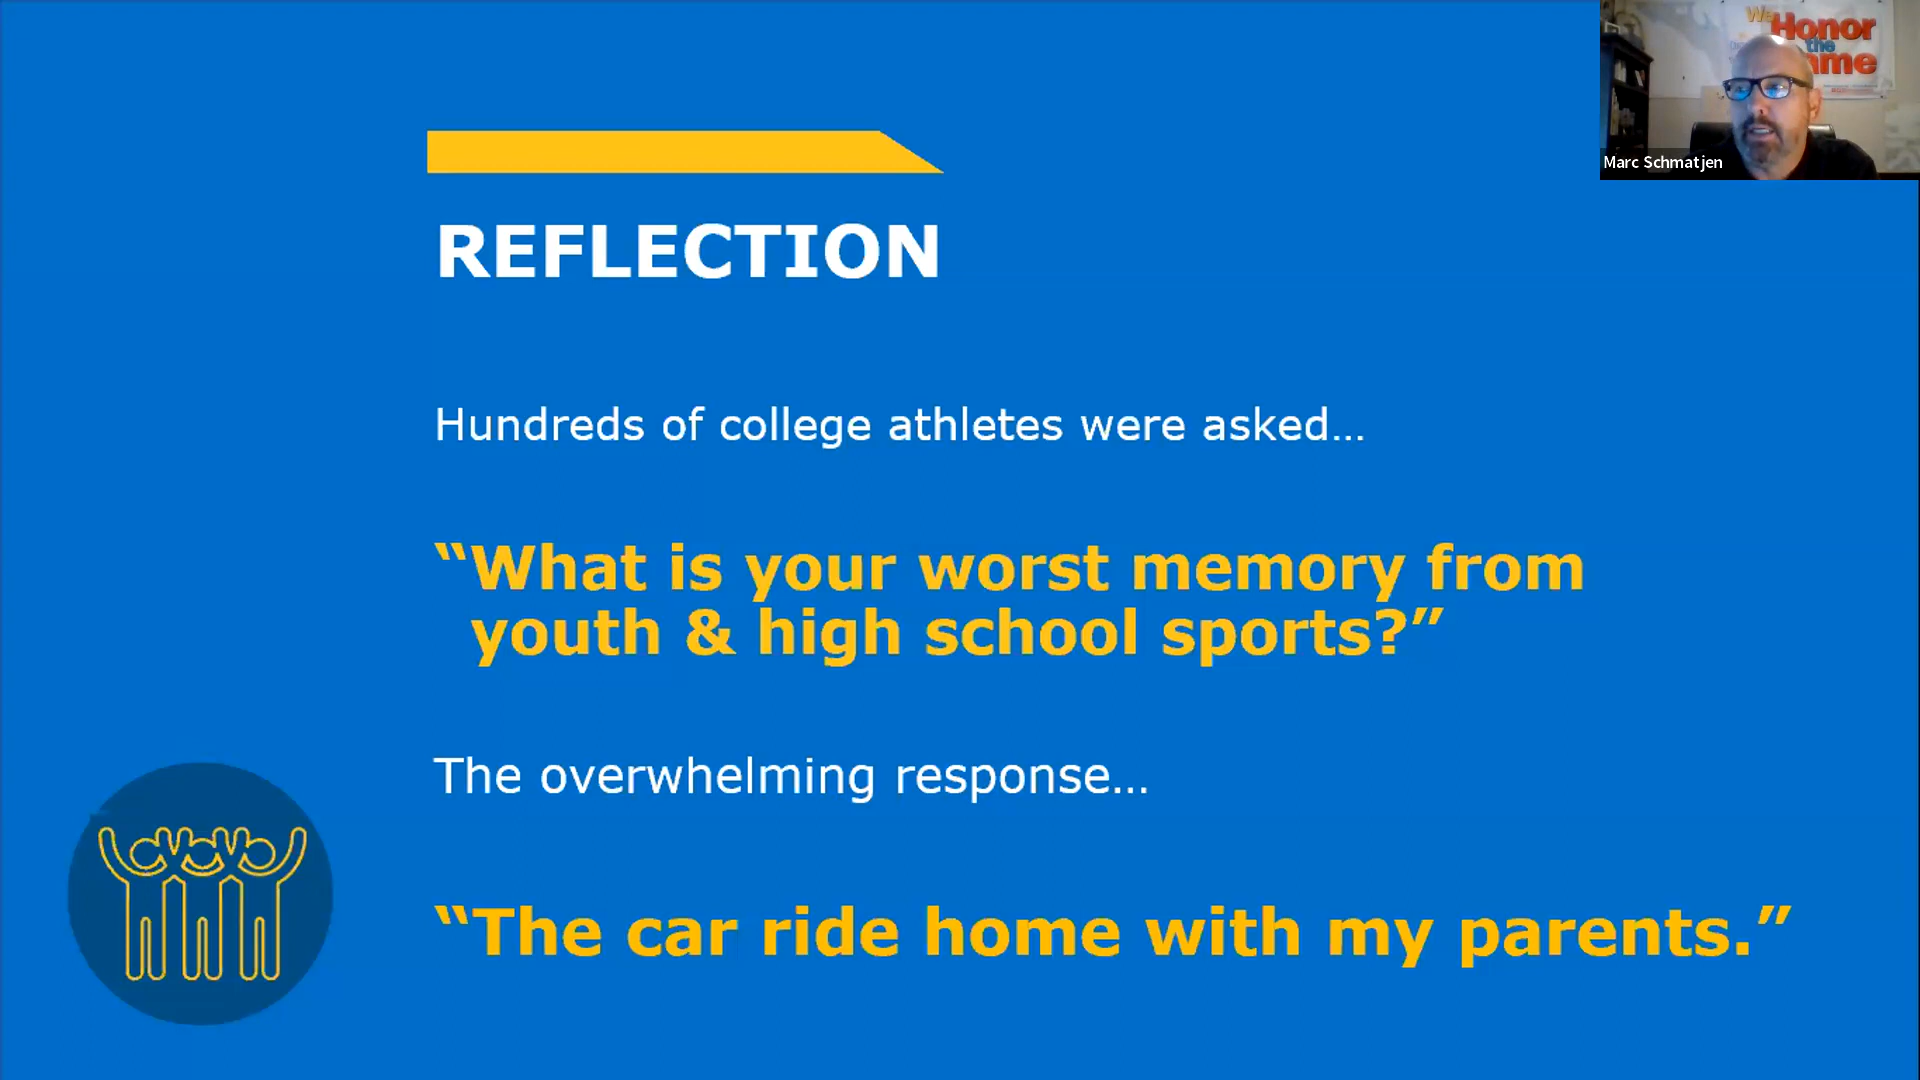 We
Honor
the
Marc Schmatjen
REFLECTION
Hundreds of college athletes were asked...
“What is your worst memory from
youth & high school sports?”
The overwhelming response...
“The car ride home with my parents.”